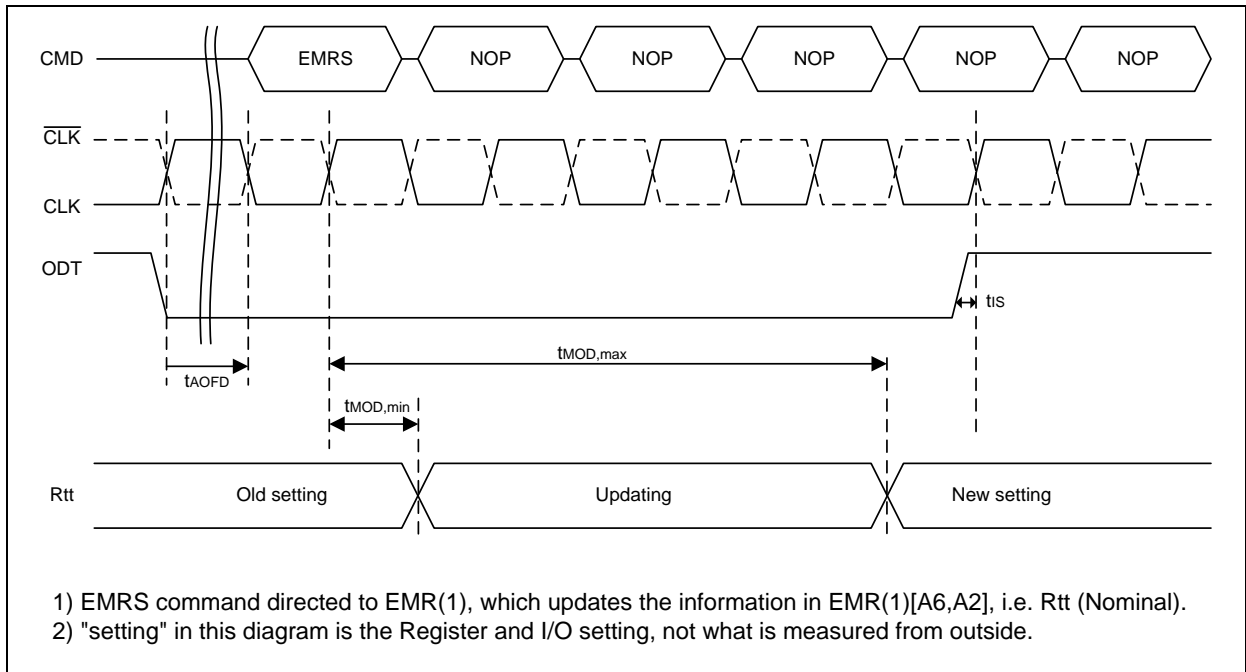 CMD EMRS NOP NOP NOP NOP NOP
CLK
CLK
ODT
tIS
tMOD,max
tAOFD
tMOD,min
Rtt Old setting Updating New setting
1) EMRS command directed to EMR(1), which updates the information in EMR(1)[A6,A2], i.e. Rtt (Nominal).
2) "setting" in this diagram is the Register and I/O setting, not what is measured from outside.